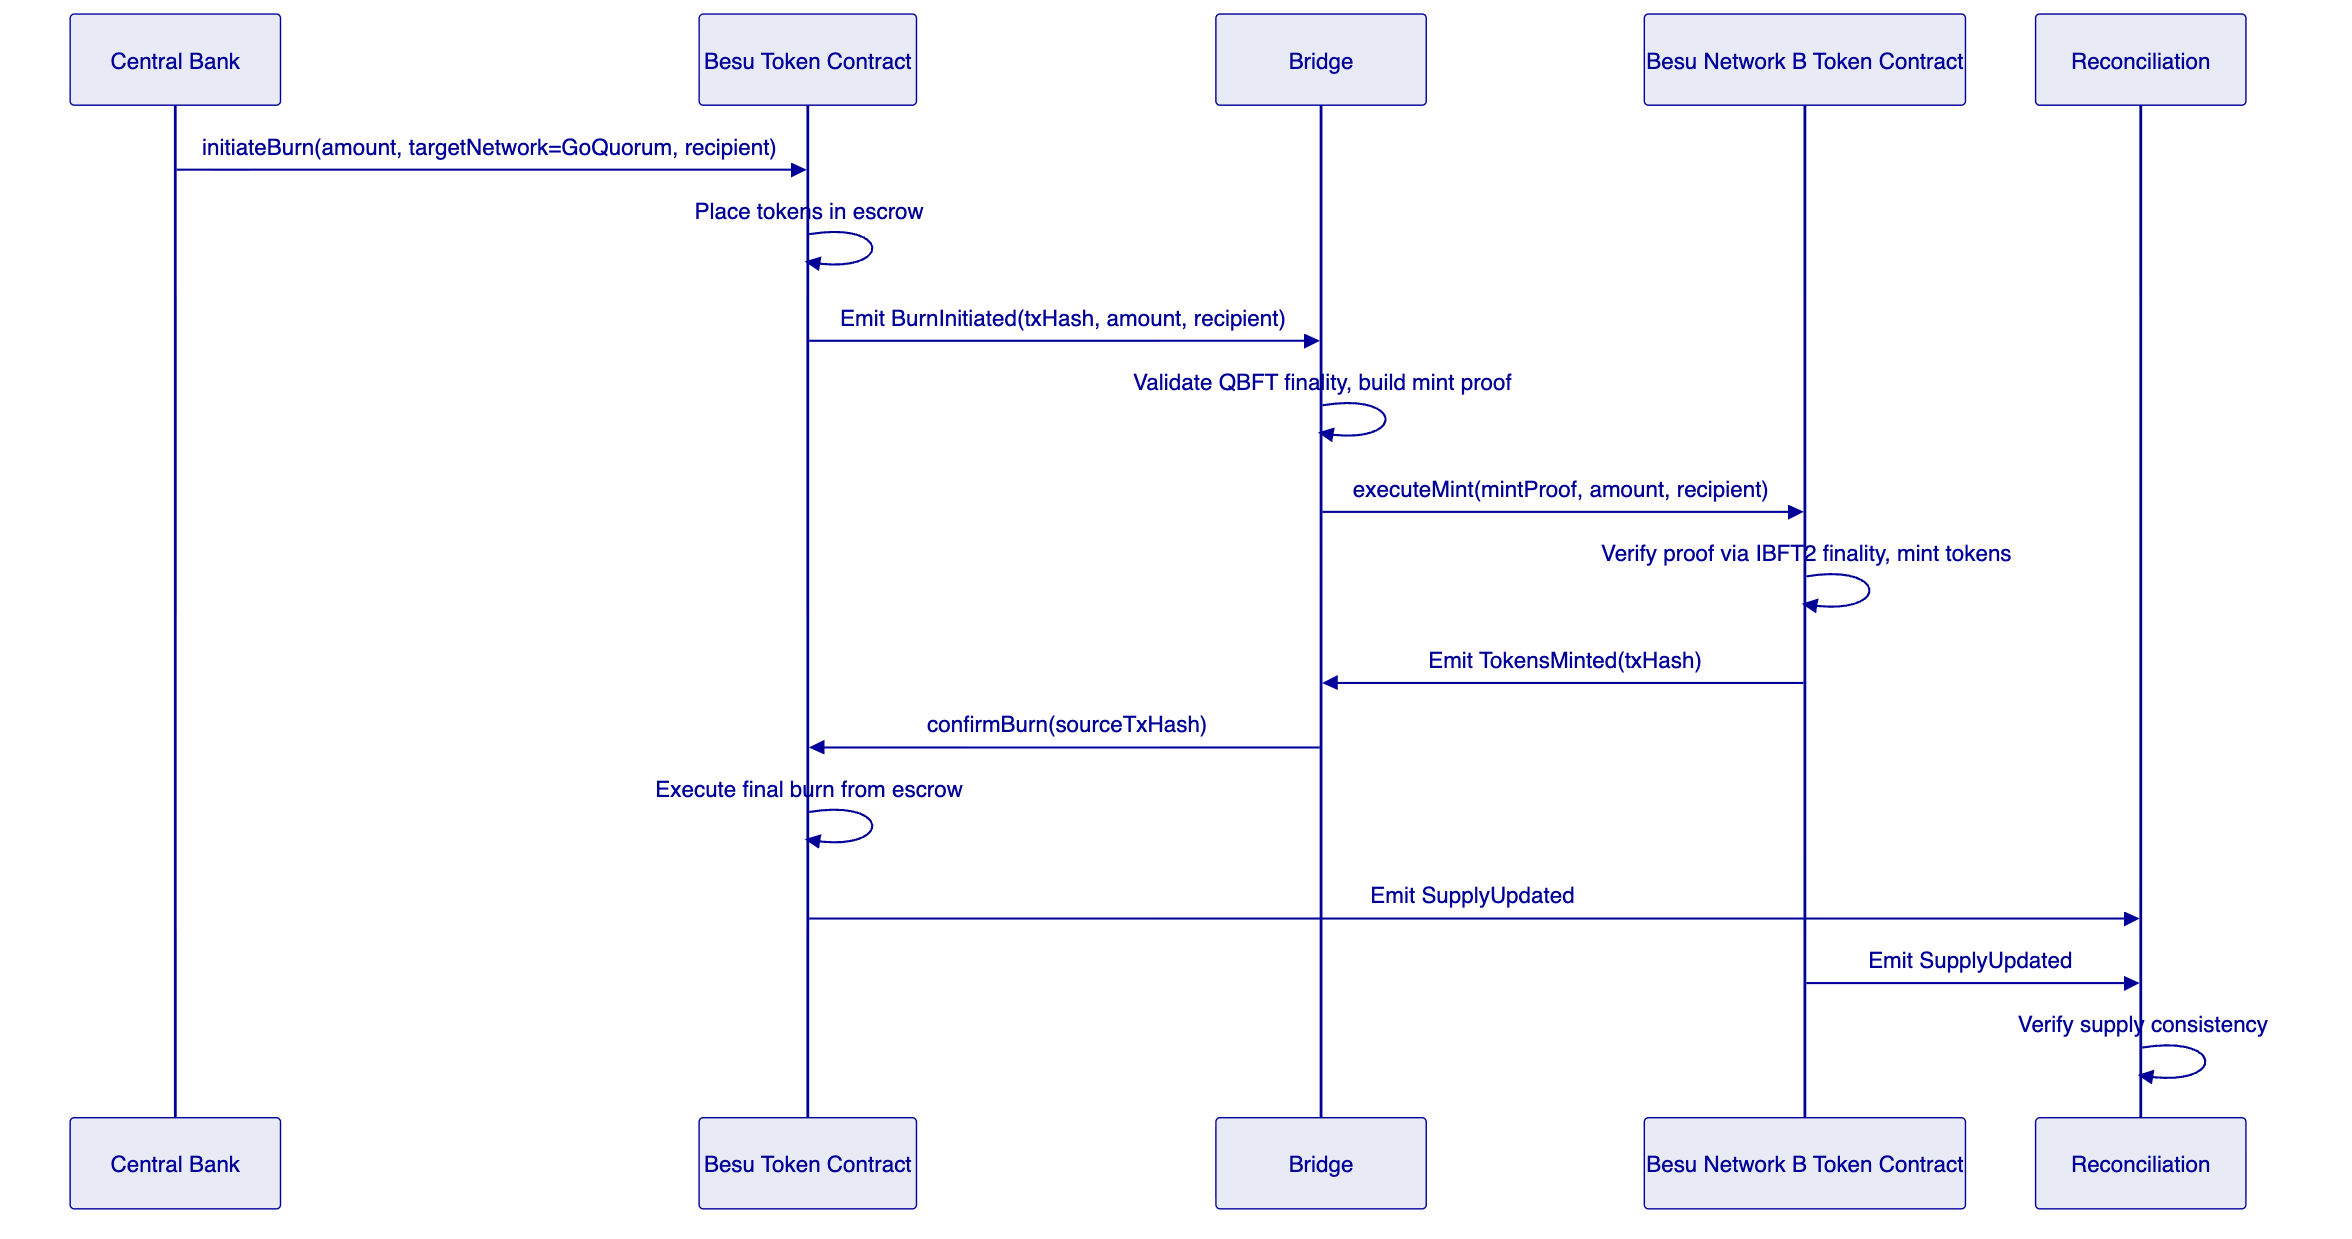 Central Bank
Besu Token Contract
Bridge
Besu Network B Token Contract
Reconciliation
initiateBurn(amount, targetNetwork=GoQuorum, recipient)
Place tokens in escrow
Emit BurnInitiated(txHash, amount, recipient)
Validate QBFT finality, build mint proof
executeMint(mintProof, amount, recipient)
Verify proof via IBFT2 finality, mint tokens
Emit TokensMinted(txHash)
confirmBurn(sourceTxHash)
Execute final burn from escrow
Emit SupplyUpdated
Emit SupplyUpdated
Verify supply consistency
Central Bank
Besu Token Contract
Bridge
Besu Network B Token Contract
Reconciliation